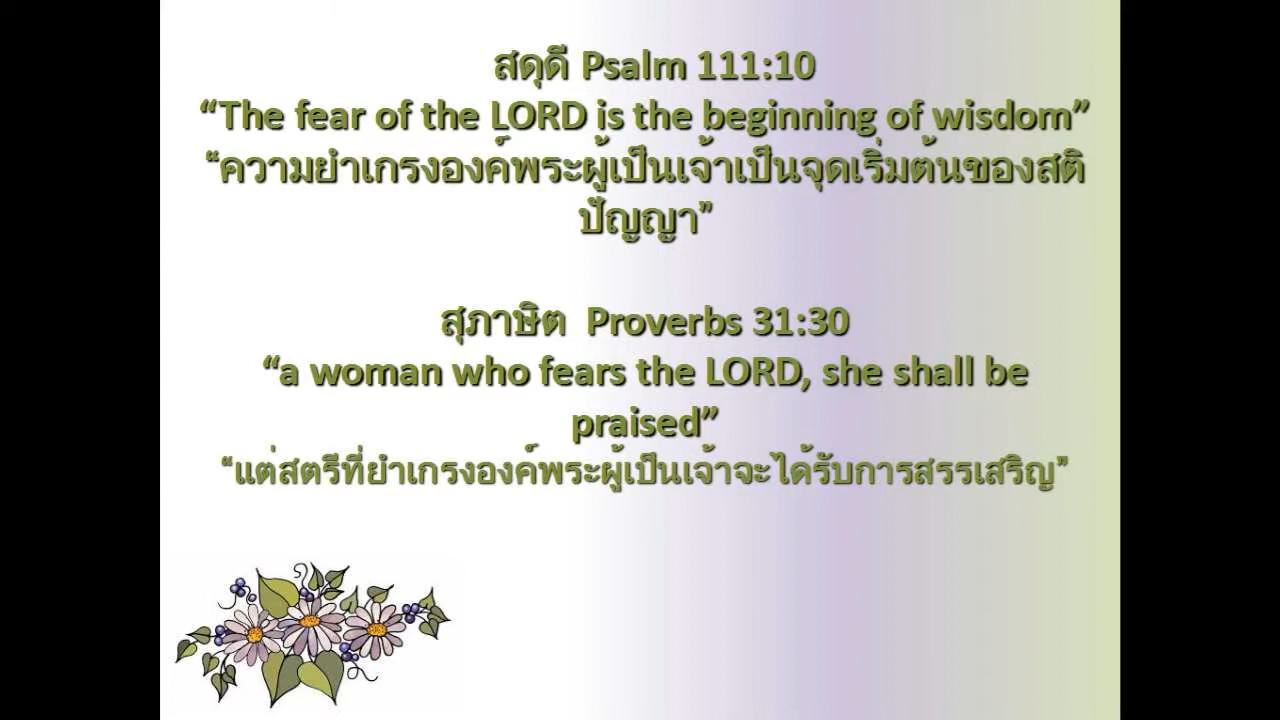 สดุดี Psalm 111:10
“The fear of the LORD is the beginning of wisdom”
“ความยำเกรงองค์พระผู้เป็นเจ้าเป็นจุดเริ่มต้นของสติ
ปัญญา”
สุภาษิต  Proverbs 31:30
“a woman who fears the LORD, she shall be
praised”
“แต่สตรีที่ยำเกรงองค์พระผู้เป็นเจ้าจะได้รับการสรรเสริญ”